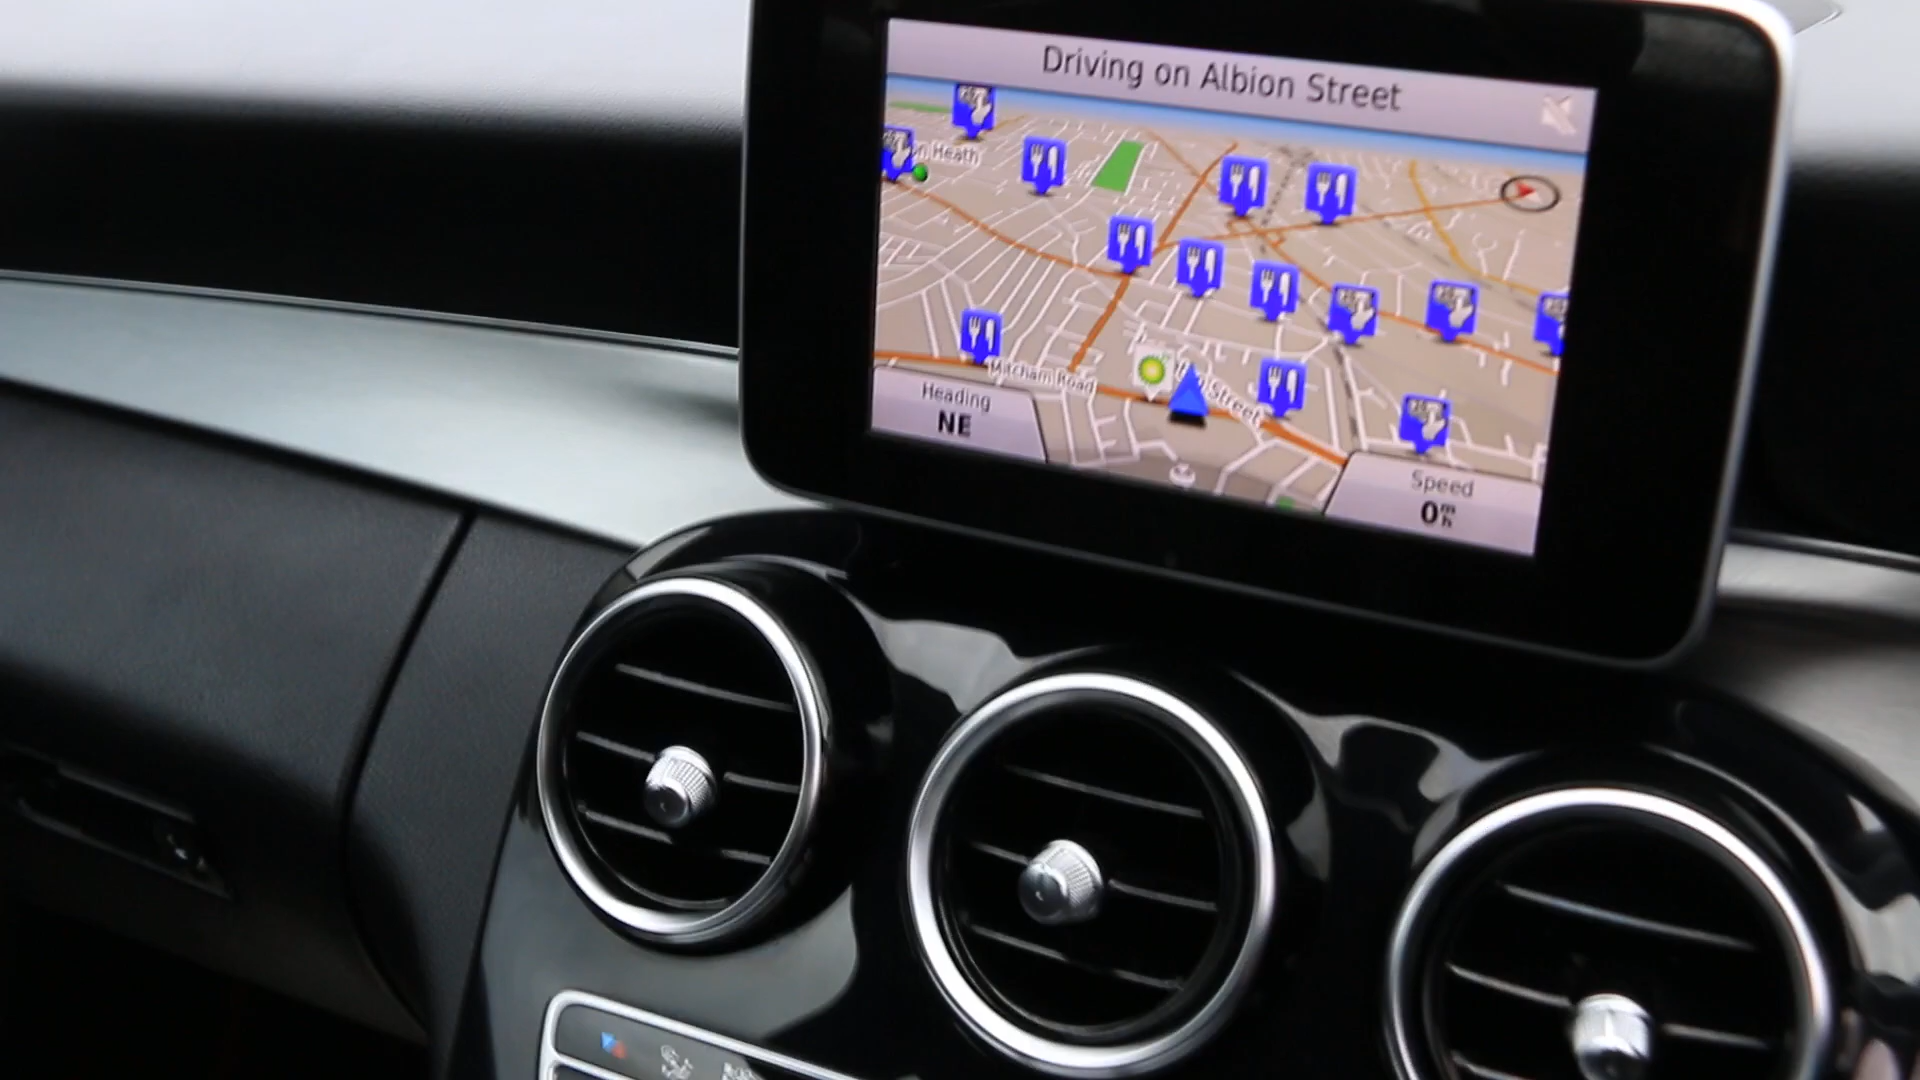 Driving on Albion Street
Heath
Mitcham Road
Street
Heading
NE
Speed
0 m/h